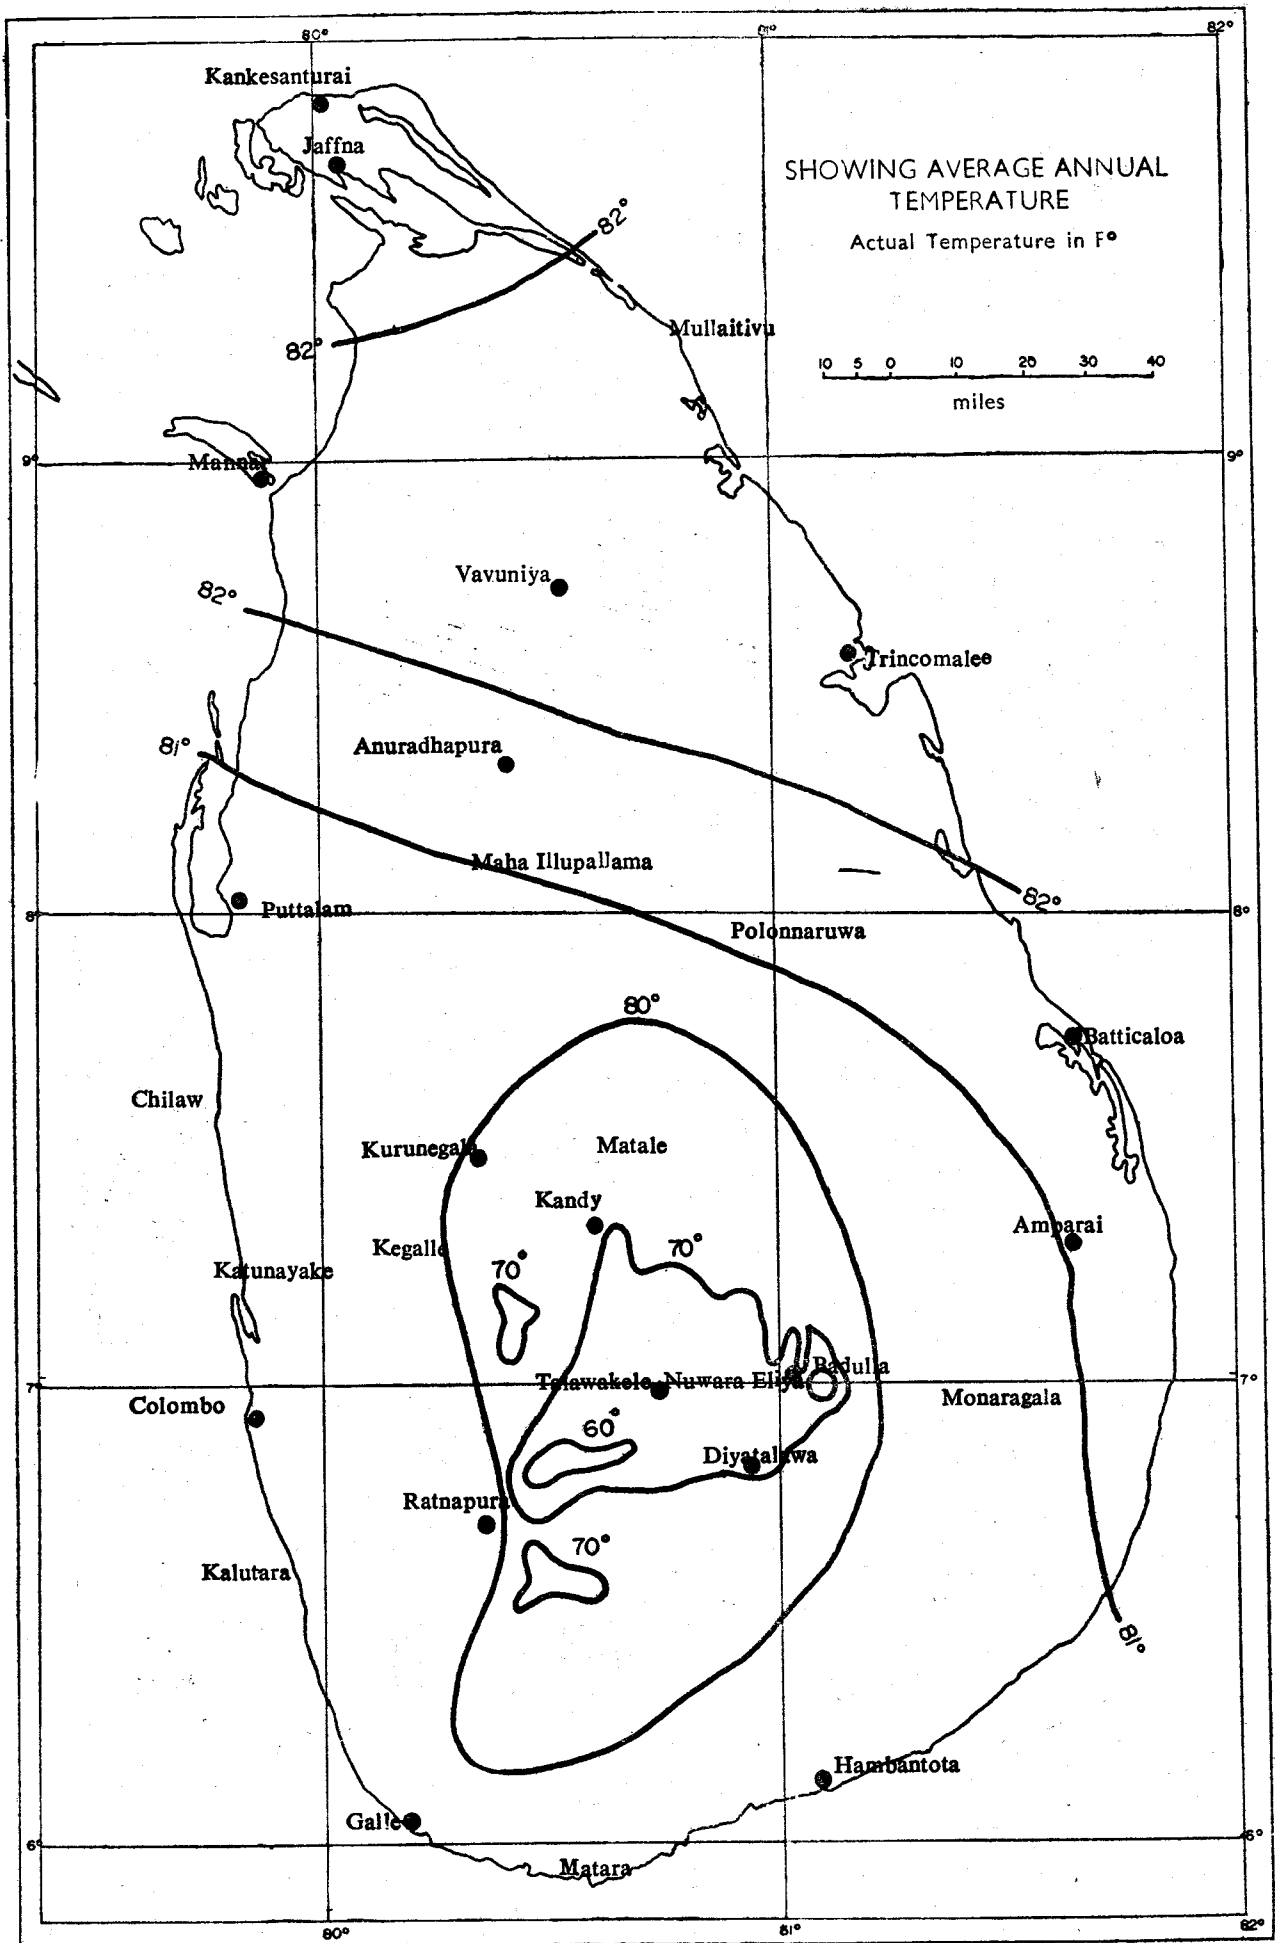 80°
81°
82°
Kankesanturai
Jaffna
SHOWING AVERAGE ANNUAL
TEMPERATURE
Actual Temperature in F°
82°
82°
Mullaitivu
10 5 0 10 20 30 40
miles
9°
Mannar
9°
Vavuniya
82°
Trincomalee
81°
Anuradhapura
Maha Illupallama
82°
8°
Puttalam
8°
Polonnaruwa
80°
Batticaloa
Chilaw
Kurunegala
Matale
Kandy
Amparai
Kegalle
70°
70°
Katunayake
Badulla
7°
Talawakele
Nuwara Eliya
7°
Monaragala
Colombo
60°
Diyatalawa
Ratnapura
70°
Kalutara
81°
Hambantota
Galle
6°
6°
Matara
80°
81°
82°